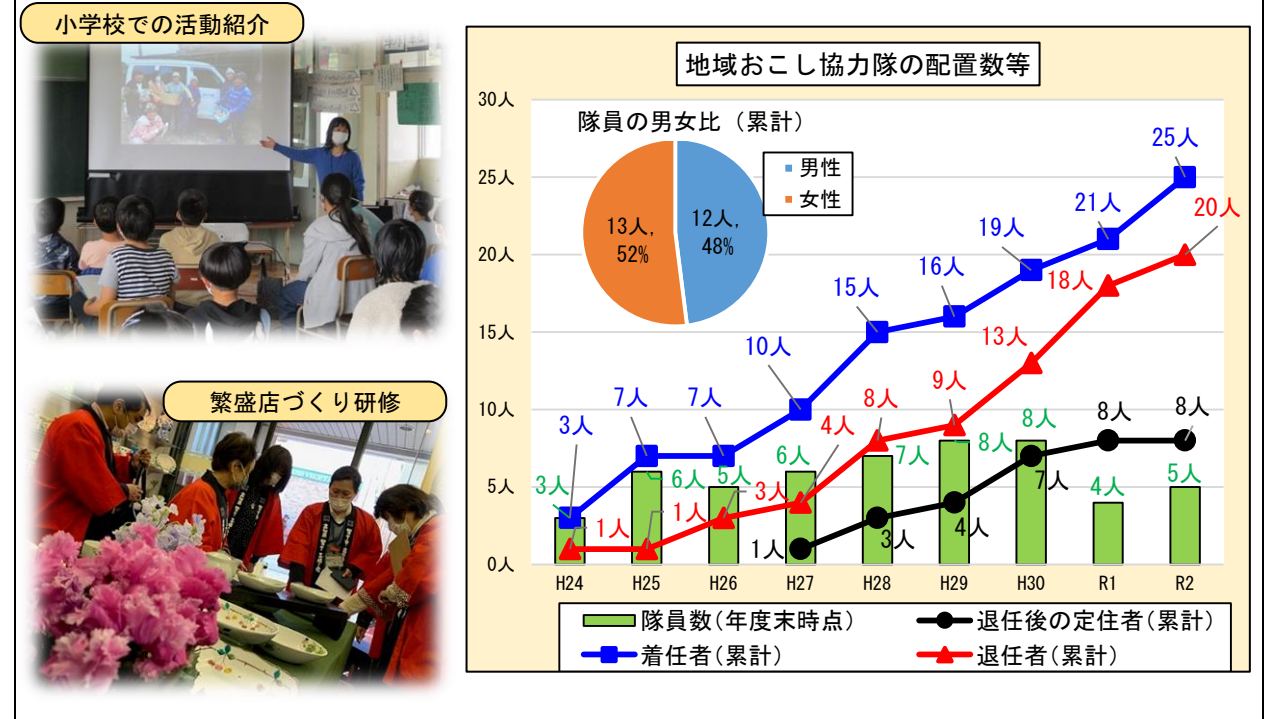 小学校での活動紹介
繁盛店づくり研修
地域おこし協力隊の配置数等
隊員の男女比（累計）
男性
女性
13人,
52%
12人,
48%
30人
25人
20人
15人
10人
5人
0人
3人
7人
7人
10人
15人
16人
19人
21人
25人
1人
1人
3人
4人
8人
9人
13人
18人
20人
3人
6人
5人
6人
7人
8人
8人
4人
5人
1人
3人
4人
7人
8人
8人
H24 H25 H26 H27 H28 H29 H30 R1 R2
隊員数(年度末時点) 退任後の定住者(累計)
着任者(累計) 退任者(累計)